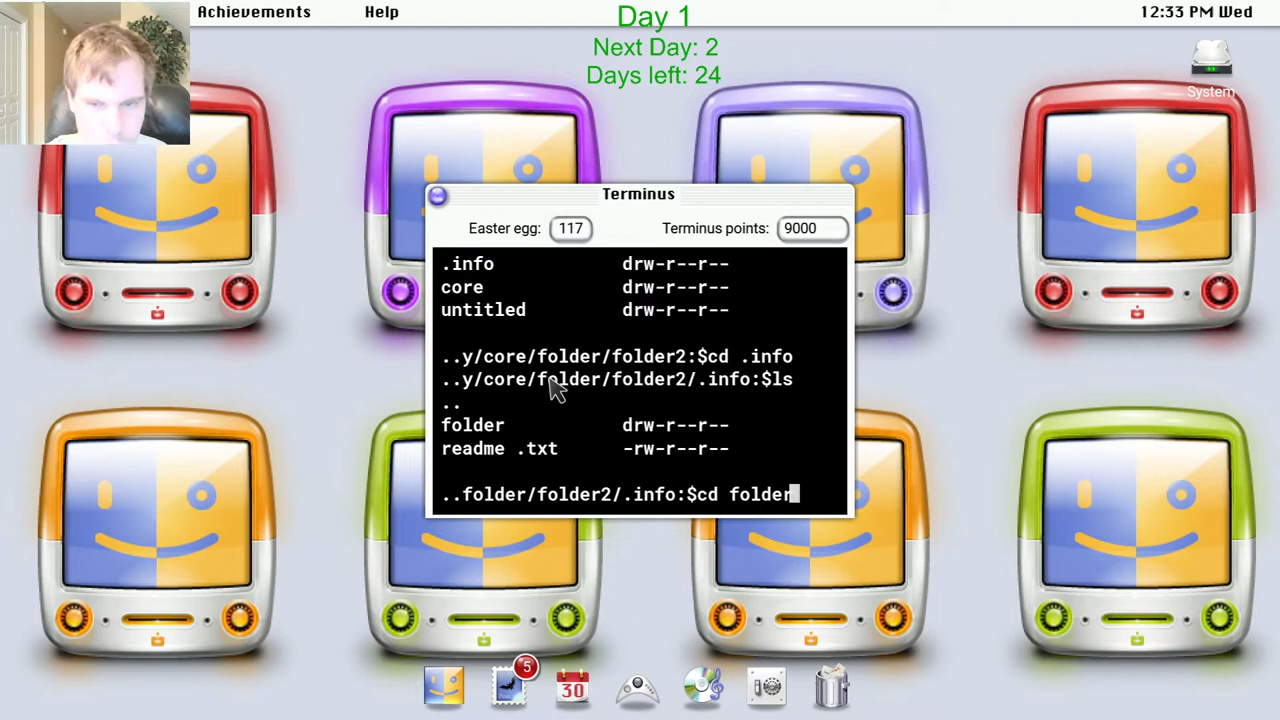 Achievements Help 12:33 PM Wed
Day 1
Next Day: 2
Days left: 24
System
Terminus
Easter egg: 117 Terminus points: 9000
.info drw-r--r--
core drw-r--r--
untitled drw-r--r--
..y/core/folder/folder2:$cd .info
..y/core/folder/folder2/.info:$ls
..
folder drw-r--r--
readme .txt -rw-r--r--
..folder/folder2/.info:$cd folder
5
30